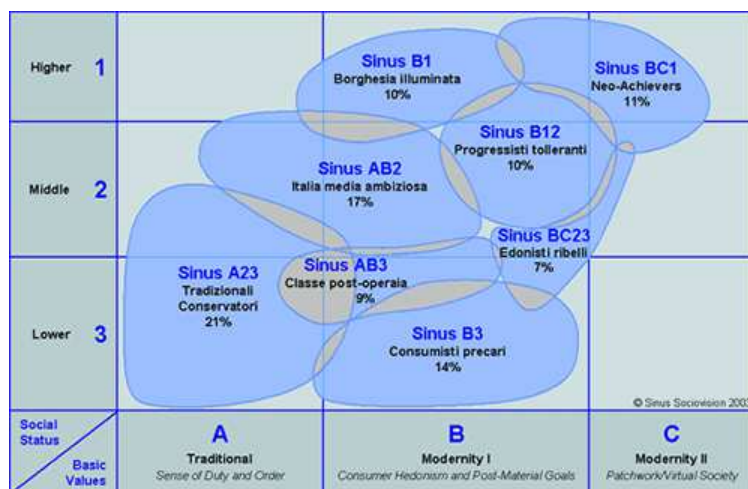 Higher 1
Sinus B1
Borghesia illuminata
10%
Sinus BC1
Neo-Achievers
11%
Sinus B12
Progressisti tolleranti
10%
Middle 2
Sinus AB2
Italia media ambiziosa
17%
Sinus BC23
Edonisti ribelli
7%
Lower 3
Sinus A23
Tradizionali
Conservatori
21%
Sinus AB3
Classe post-operaia
9%
Sinus B3
Consumisti precari
14%
© Sinus Sociovision 2003
Social
Status
Basic
Values
A
Traditional
Sense of Duty and Order
B
Modernity I
Consumer Hedonism and Post-Material Goals
C
Modernity II
Patchwork/Virtual Society